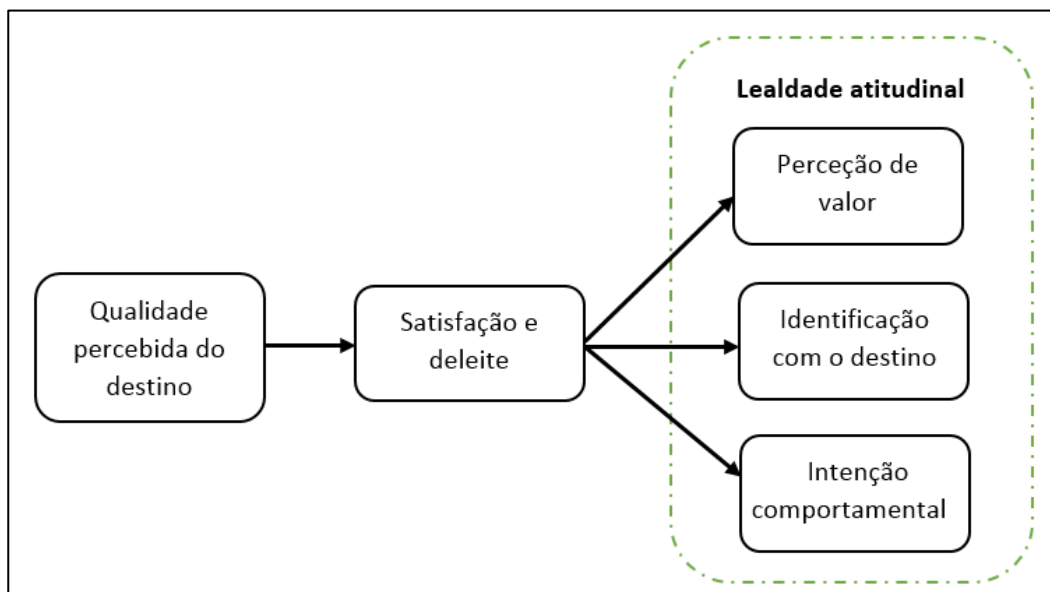 Lealdade atitudinal
Perceção de
valor
Qualidade
percebida do
destino
Satisfação e
deleite
Identificação
com o destino
Intenção
comportamental